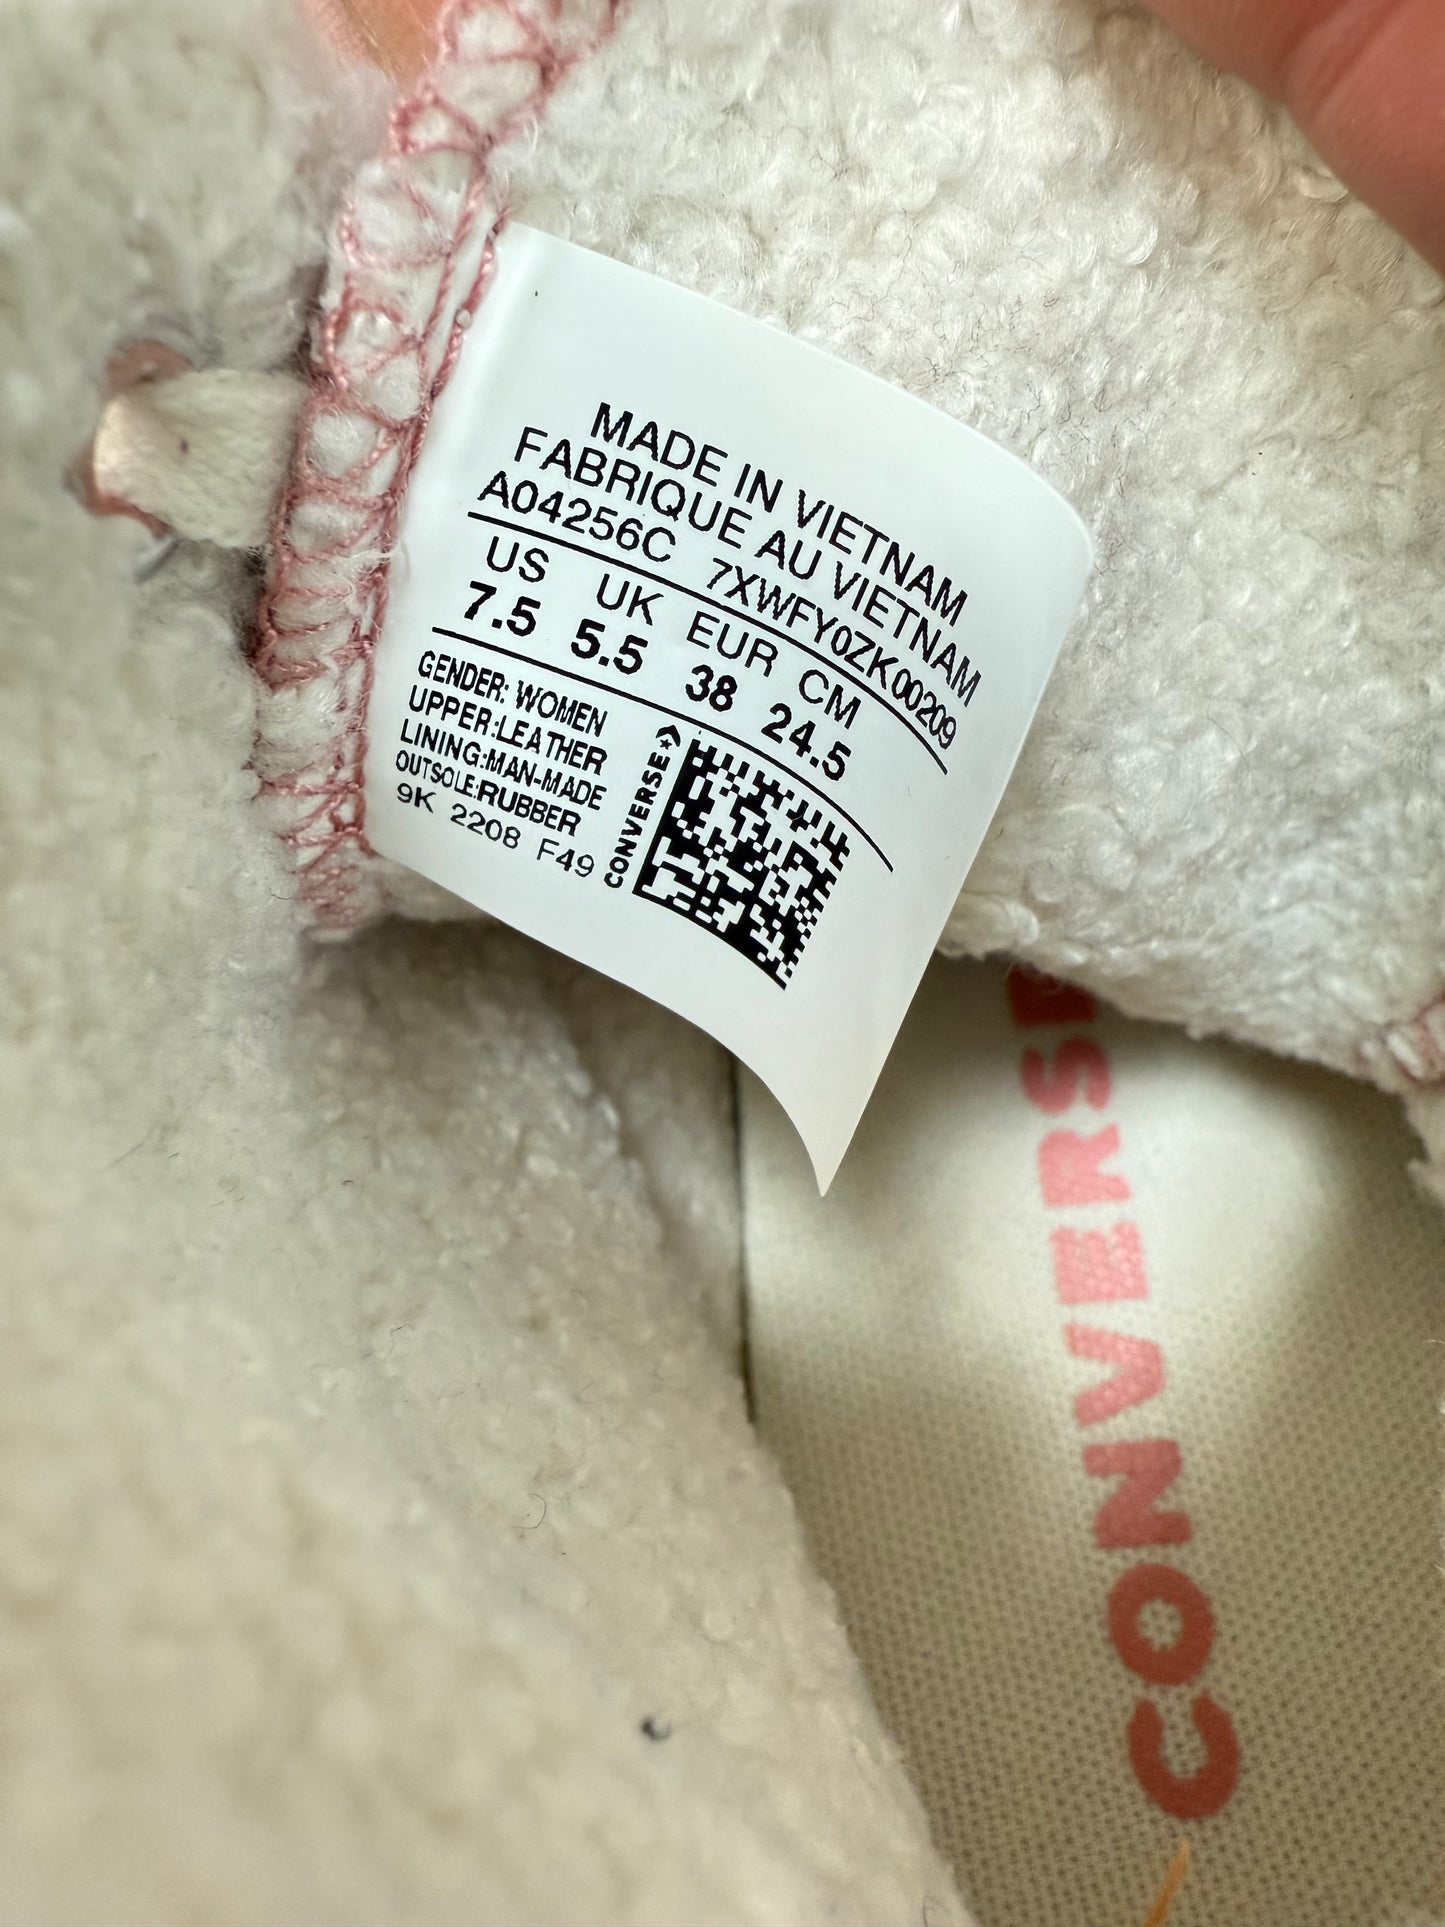 MADE IN VIETNAM
FABRIQUE AU VIETNAM
A04256C 7XWFY0ZK00209
US UK EUR CM
7.5 5.5 38 24.5
GENDER: WOMEN
UPPER:LEATHER
LINING:MAN-MADE
OUTSOLE:RUBBER
9K 2208 F49
CONVERSE
CONVERSE